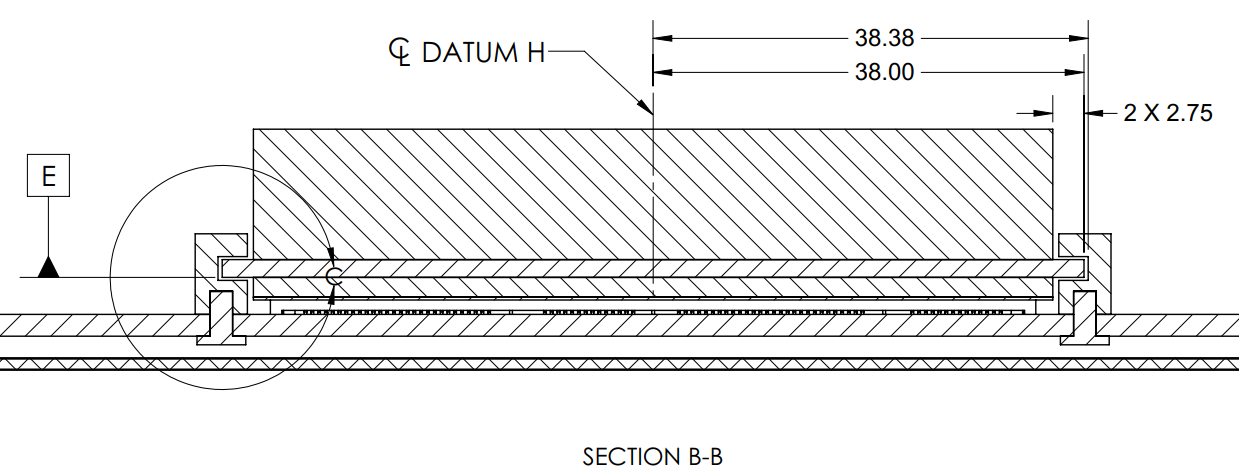 38.38
℄ DATUM H
38.00
2 X 2.75
E
C
SECTION B-B